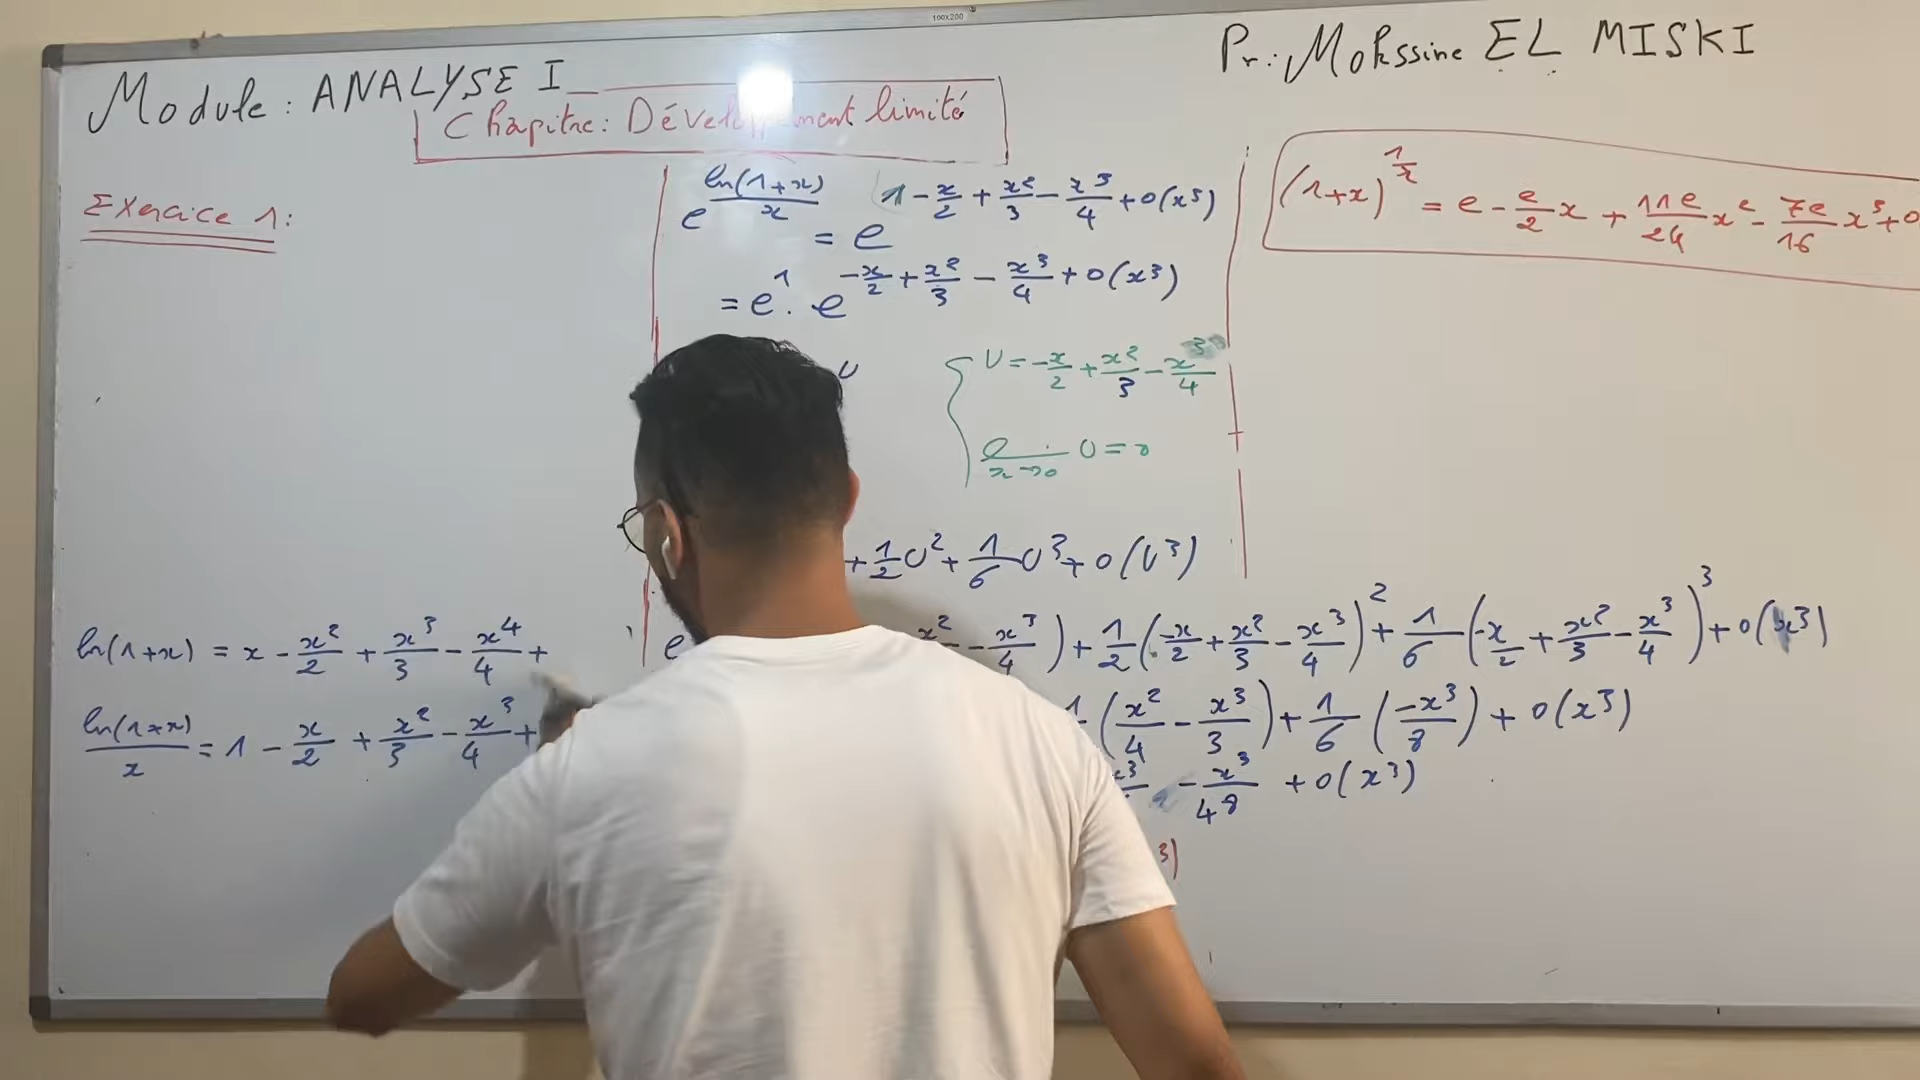 100x200
Module: ANALYSE I
Pr: Mohssine EL MISKI
Chapitre: Développement limité
Exercice 1:
ln(1+x) = x - x²/2 + x³/3 - x⁴/4 +
ln(1+x)/x = 1 - x/2 + x²/3 - x³/4 +
e^(ln(1+x)/x) = e^(1 - x/2 + x²/3 - x³/4 + o(x³))
= e¹ . e^(-x/2 + x²/3 - x³/4 + o(x³))
U
U = -x/2 + x²/3 - x³/4
x→0 U = 0
+ 1/2 U² + 1/6 U³ + o(U³)
e x² - x³/4 ) + 1/2 (-x/2 + x²/3 - x³/4)² + 1/6 (-x/2 + x²/3 - x³/4)³ + o(x³)
(x²/4 - x³/3) + 1/6 (-x³/8) + o(x³)
x³ - x³/48 + o(x³)
3)
(1+x)^(1/x) = e - e/2 x + 11e/24 x² - 7e/16 x³ + o